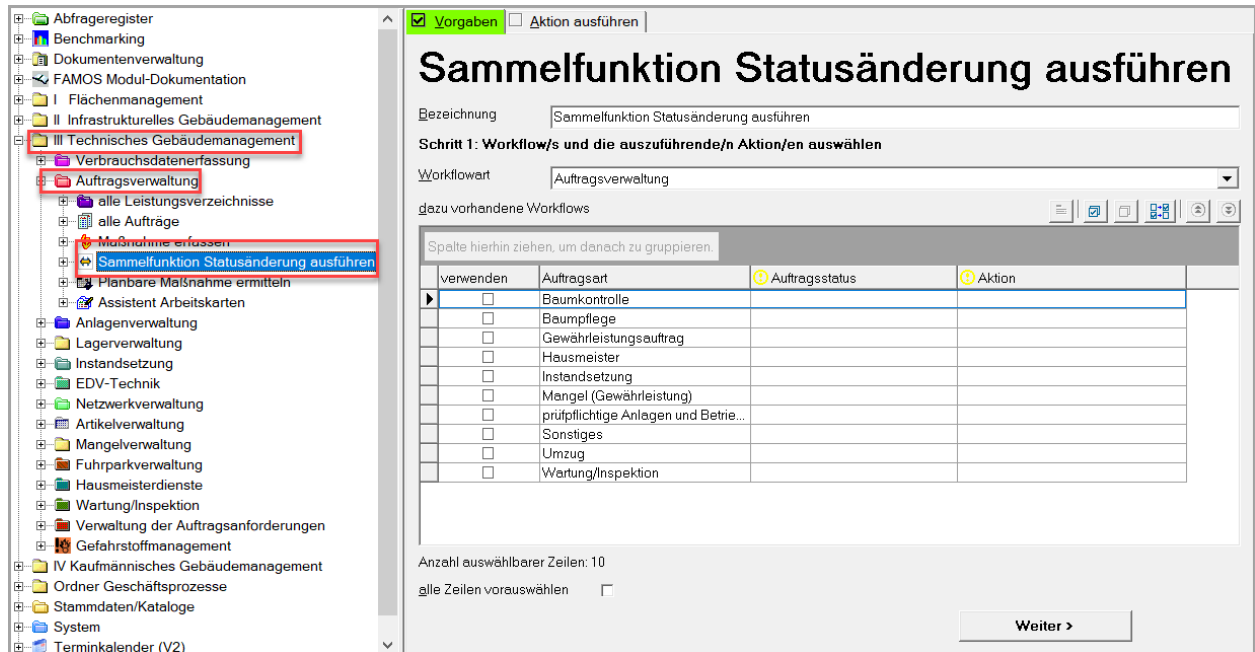 Abfrageregister
Benchmarking
Dokumentenverwaltung
FAMOS Modul-Dokumentation
I Flächenmanagement
II Infrastrukturelles Gebäudemanagement
III Technisches Gebäudemanagement
Verbrauchsdatenerfassung
Auftragsverwaltung
alle Leistungsverzeichnisse
alle Aufträge
Maßnahme erfassen
Sammelfunktion Statusänderung ausführen
Planbare Maßnahme ermitteln
Assistent Arbeitskarten
Anlagenverwaltung
Lagerverwaltung
Instandsetzung
EDV-Technik
Netzwerkverwaltung
Artikelverwaltung
Mangelverwaltung
Fuhrparkverwaltung
Hausmeisterdienste
Wartung/Inspektion
Verwaltung der Auftragsanforderungen
Gefahrstoffmanagement
IV Kaufmännisches Gebäudemanagement
Ordner Geschäftsprozesse
Stammdaten/Kataloge
System
Terminkalender (V2)
Vorgaben Aktion ausführen
Sammelfunktion Statusänderung ausführen
Bezeichnung Sammelfunktion Statusänderung ausführen
Schritt 1: Workflow/s und die auszuführende/n Aktion/en auswählen
Workflowart Auftragsverwaltung
dazu vorhandene Workflows
Spalte hierhin ziehen, um danach zu gruppieren.
verwenden Auftragsart Auftragsstatus Aktion
Baumkontrolle
Baumpflege
Gewährleistungsauftrag
Hausmeister
Instandsetzung
Mangel (Gewährleistung)
prüfpflichtige Anlagen und Betrie...
Sonstiges
Umzug
Wartung/Inspektion
Anzahl auswählbarer Zeilen: 10
alle Zeilen vorauswählen
Weiter >